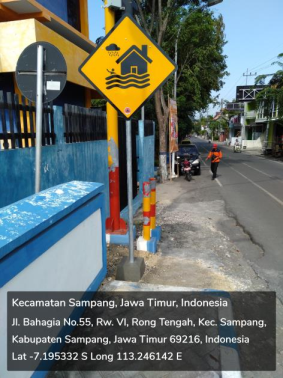 Kecamatan Sampang, Jawa Timur, Indonesia
Jl. Bahagia No.55, Rw. VI, Rong Tengah, Kec. Sampang,
Kabupaten Sampang, Jawa Timur 69216, Indonesia
Lat -7.195332 S Long 113.246142 E